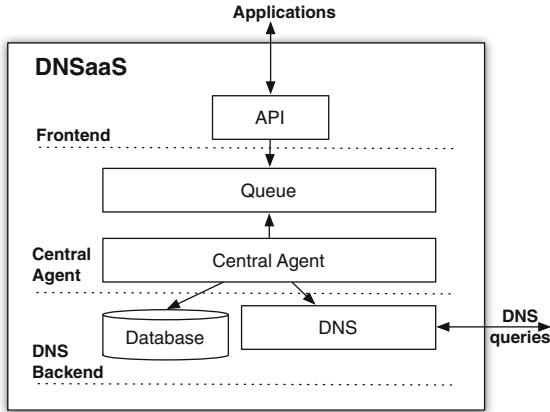 Applications
DNSaaS
API
Frontend
Queue
Central
Agent
Central Agent
Database
DNS
DNS
queries
DNS
Backend